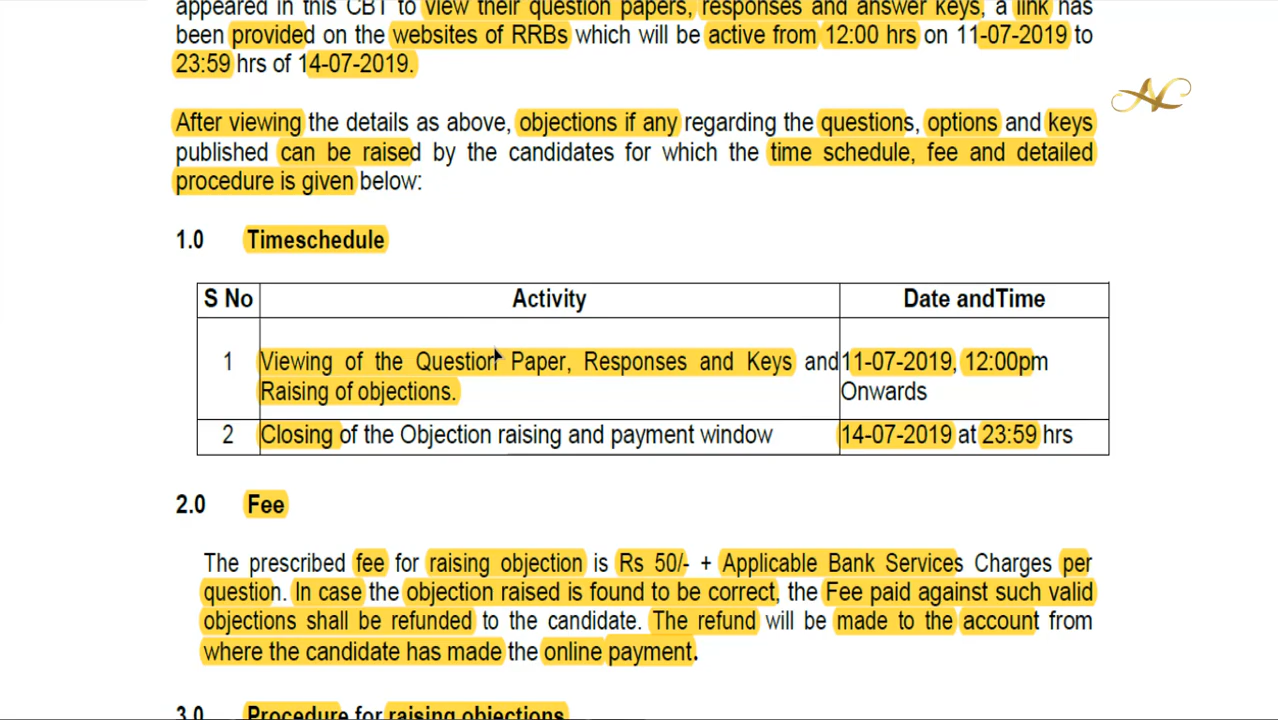 appeared in this CBT to view their question papers, responses and answer keys, a link has
been provided on the websites of RRBs which will be active from 12:00 hrs on 11-07-2019 to
23:59 hrs of 14-07-2019.
After viewing the details as above, objections if any regarding the questions, options and keys
published can be raised by the candidates for which the time schedule, fee and detailed
procedure is given below:
1.0 Timeschedule
S No Activity Date andTime
1 Viewing of the Question Paper, Responses and Keys and 11-07-2019, 12:00pm
Raising of objections. Onwards
2 Closing of the Objection raising and payment window 14-07-2019 at 23:59 hrs
2.0 Fee
The prescribed fee for raising objection is Rs 50/- + Applicable Bank Services Charges per
question. In case the objection raised is found to be correct, the Fee paid against such valid
objections shall be refunded to the candidate. The refund will be made to the account from
where the candidate has made the online payment.
3.0 Procedure for raising objections